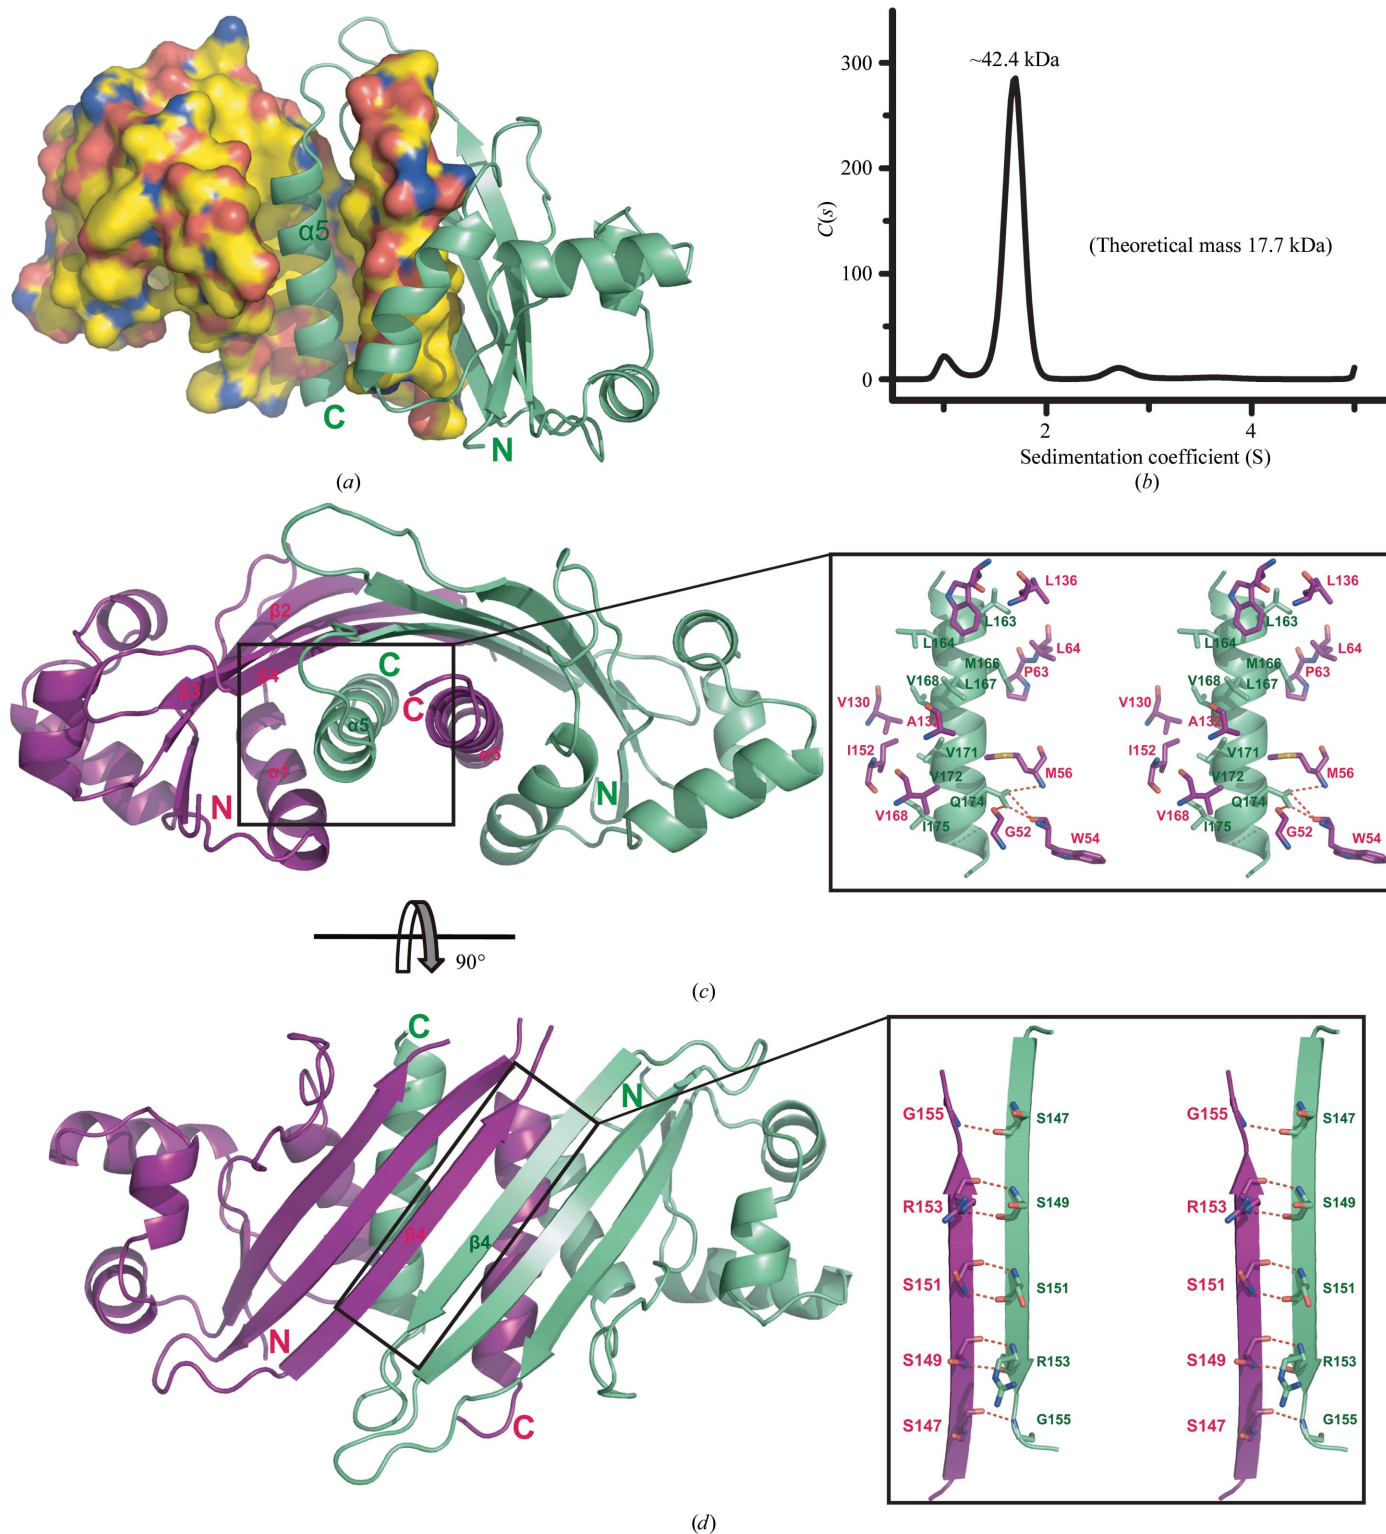 α5
C
N
(a)
300
200
100
0
C(s)
~42.4 kDa
(Theoretical mass 17.7 kDa)
2
4
Sedimentation coefficient (S)
(b)
β2
β3
β4
C
α5
C
α5
α1
N
N
L136
L163
L164
L64
M166
P63
V168
L167
V130
A132
I152
V171
V172
M56
Q174
V168
I175
G52
W54
L136
L163
L164
L64
M166
P63
V168
L167
V130
A132
I152
V171
V172
M56
Q174
V168
I175
G52
W54
90°
(c)
C
N
β4
β4
N
C
G155
S147
R153
S149
S151
S151
S149
R153
S147
G155
G155
S147
R153
S149
S151
S151
S149
R153
S147
G155
(d)